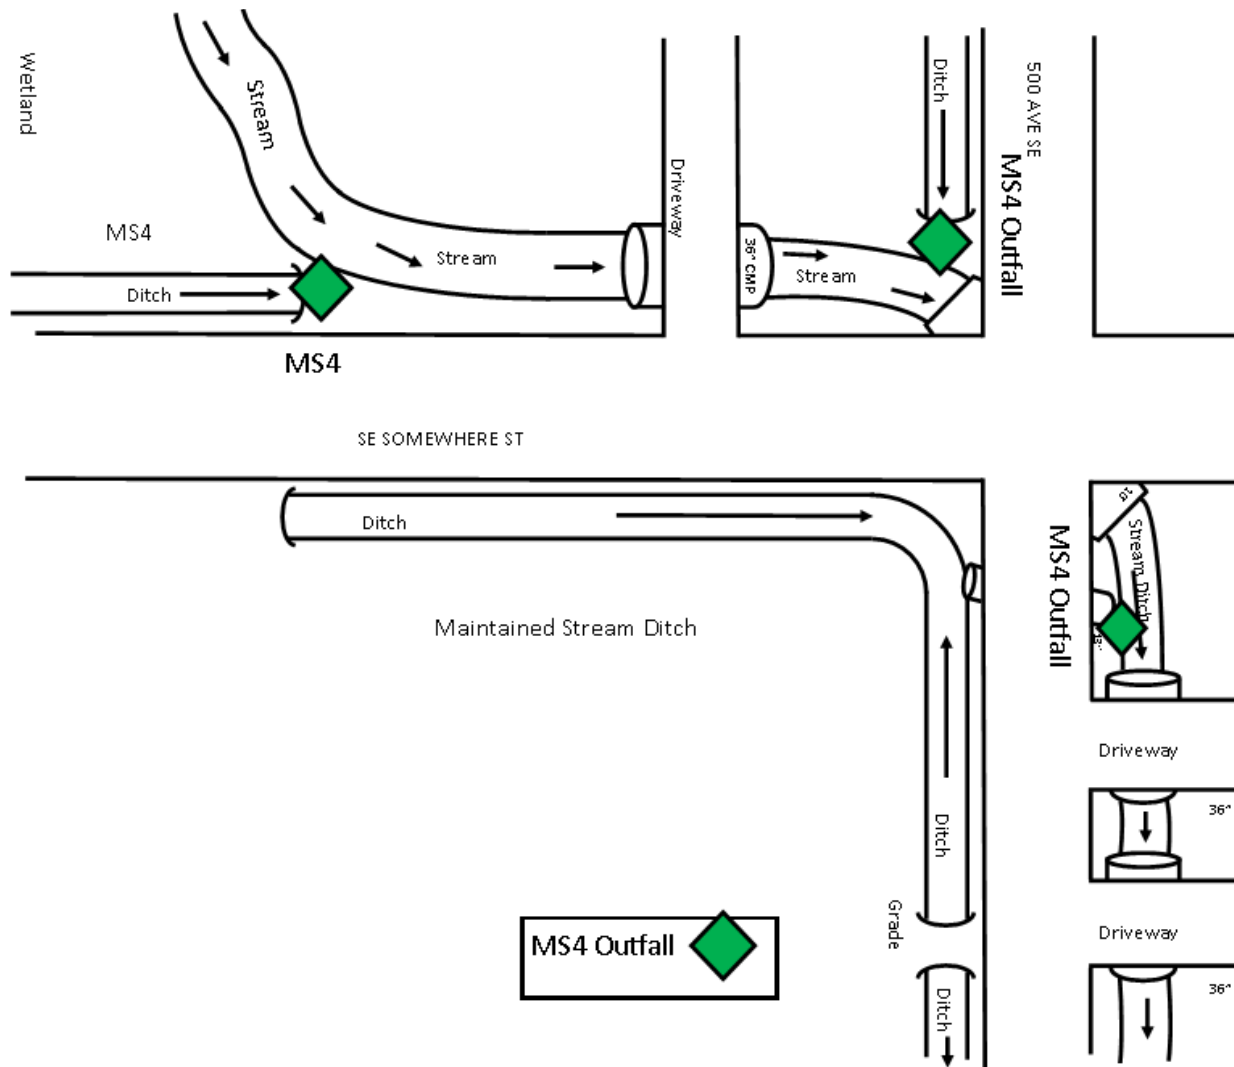 Wetland
Stream
MS4
Ditch
MS4
Stream
Driveway
36" CMP
Stream
Ditch
500 AVE SE
MS4 Outfall
SE SOMEWHERE ST
Ditch
Maintained Stream Ditch
MS4 Outfall
Stream Ditch
Driveway
36"
Ditch
Grade
Driveway
36"
Ditch
MS4 Outfall